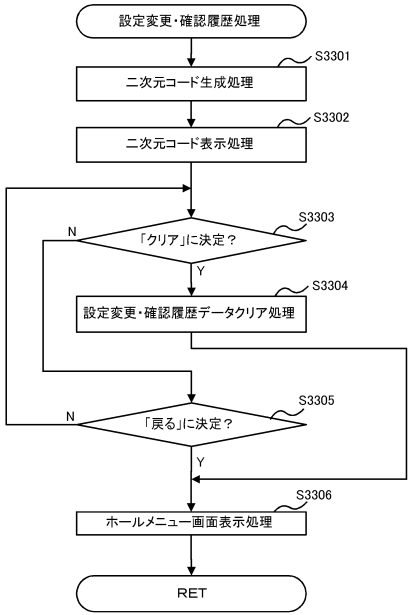 設定変更・確認履歴処理
S3301
二次元コード生成処理
S3302
二次元コード表示処理
S3303
「クリア」に決定？
N
Y
S3304
設定変更・確認履歴データクリア処理
S3305
「戻る」に決定？
N
Y
S3306
ホールメニュー画面表示処理
RET